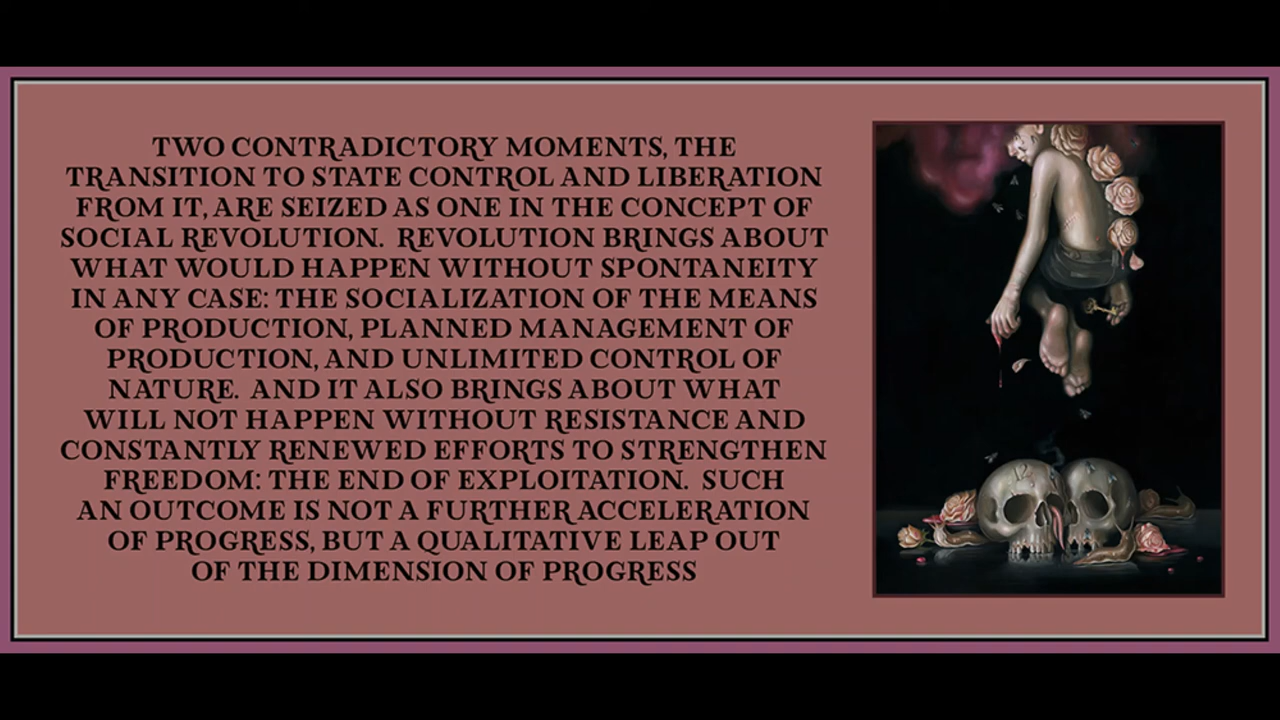 TWO CONTRADICTORY MOMENTS, THE
TRANSITION TO STATE CONTROL AND LIBERATION
FROM IT, ARE SEIZED AS ONE IN THE CONCEPT OF
SOCIAL REVOLUTION. REVOLUTION BRINGS ABOUT
WHAT WOULD HAPPEN WITHOUT SPONTANEITY
IN ANY CASE: THE SOCIALIZATION OF THE MEANS
OF PRODUCTION, PLANNED MANAGEMENT OF
PRODUCTION, AND UNLIMITED CONTROL OF
NATURE. AND IT ALSO BRINGS ABOUT WHAT
WILL NOT HAPPEN WITHOUT RESISTANCE AND
CONSTANTLY RENEWED EFFORTS TO STRENGTHEN
FREEDOM: THE END OF EXPLOITATION. SUCH
AN OUTCOME IS NOT A FURTHER ACCELERATION
OF PROGRESS, BUT A QUALITATIVE LEAP OUT
OF THE DIMENSION OF PROGRESS